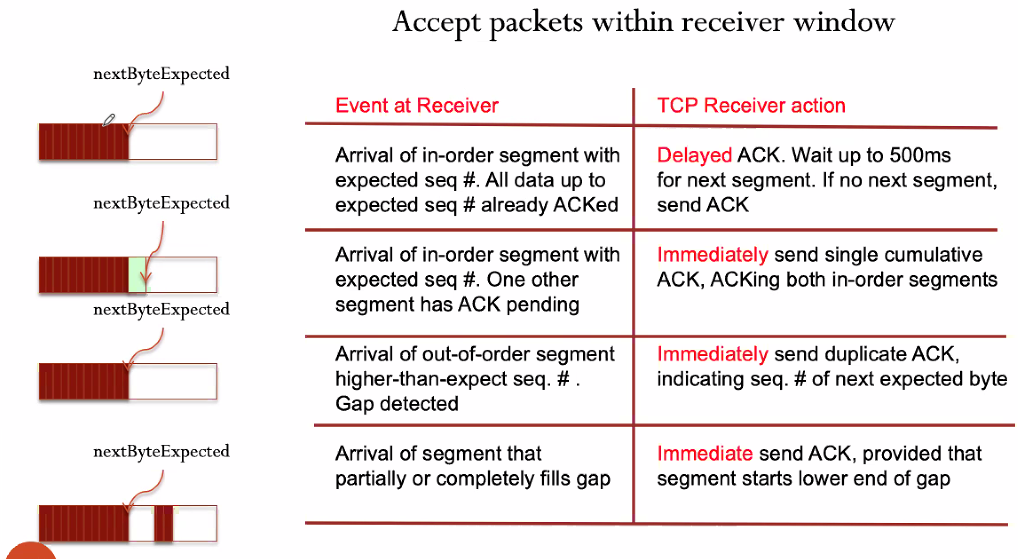 Accept packets within receiver window
nextByteExpected
nextByteExpected
nextByteExpected
nextByteExpected
Event at Receiver
TCP Receiver action
Arrival of in-order segment with
expected seq #. All data up to
expected seq # already ACKed
Delayed ACK. Wait up to 500ms
for next segment. If no next segment,
send ACK
Arrival of in-order segment with
expected seq #. One other
segment has ACK pending
Immediately send single cumulative
ACK, ACKing both in-order segments
Arrival of out-of-order segment
higher-than-expect seq. # .
Gap detected
Immediately send duplicate ACK,
indicating seq. # of next expected byte
Arrival of segment that
partially or completely fills gap
Immediate send ACK, provided that
segment starts lower end of gap